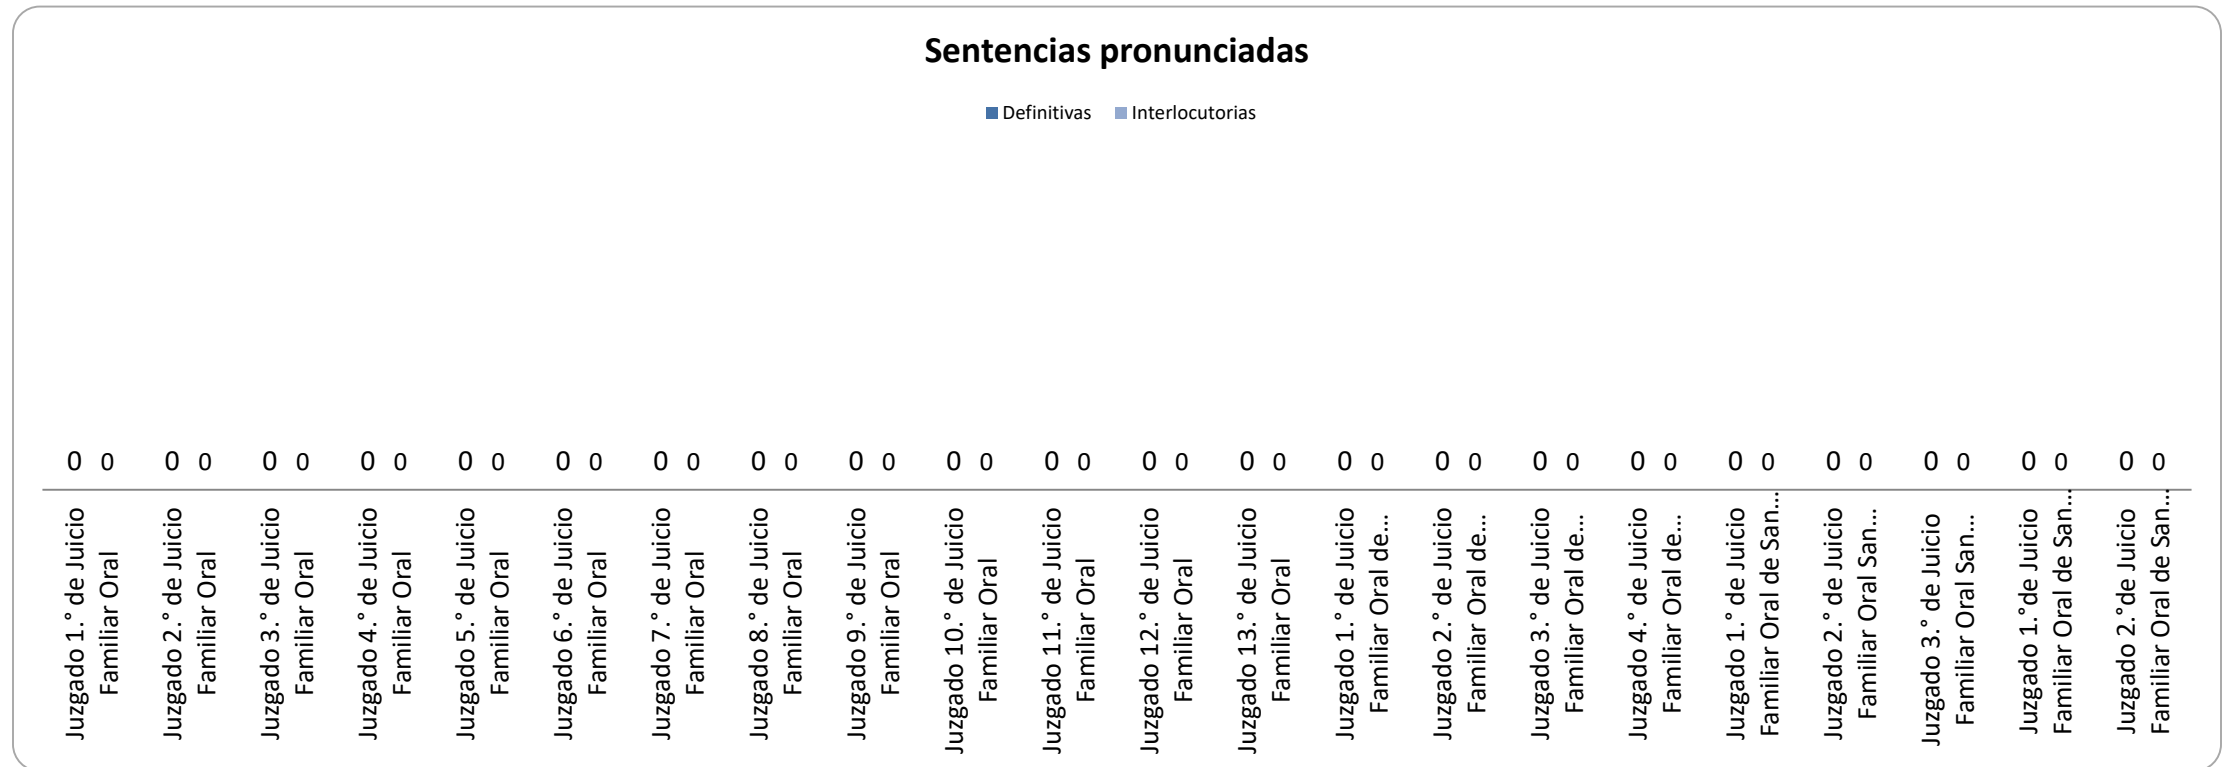 Sentencias pronunciadas
Definitivas Interlocutorias
0 0 0 0 0 0 0 0 0 0 0 0 0 0 0 0 0 0 0 0 0 0 0 0 0 0 0 0 0 0 0 0 0 0 0 0 0 0 0 0 0 0 0 0
Juzgado 1.° de Juicio
Familiar Oral
Juzgado 2.° de Juicio
Familiar Oral
Juzgado 3.° de Juicio
Familiar Oral
Juzgado 4.° de Juicio
Familiar Oral
Juzgado 5.° de Juicio
Familiar Oral
Juzgado 6.° de Juicio
Familiar Oral
Juzgado 7.° de Juicio
Familiar Oral
Juzgado 8.° de Juicio
Familiar Oral
Juzgado 9.° de Juicio
Familiar Oral
Juzgado 10.° de Juicio
Familiar Oral
Juzgado 11.° de Juicio
Familiar Oral
Juzgado 12.° de Juicio
Familiar Oral
Juzgado 13.° de Juicio
Familiar Oral
Juzgado 1.° de Juicio
Familiar Oral de...
Juzgado 2.° de Juicio
Familiar Oral de...
Juzgado 3.° de Juicio
Familiar Oral de...
Juzgado 4.° de Juicio
Familiar Oral de...
Juzgado 1.° de Juicio
Familiar Oral de San...
Juzgado 2.° de Juicio
Familiar Oral San...
Juzgado 3.° de Juicio
Familiar Oral San...
Juzgado 1.°de Juicio
Familiar Oral de San...
Juzgado 2.°de Juicio
Familiar Oral de San...